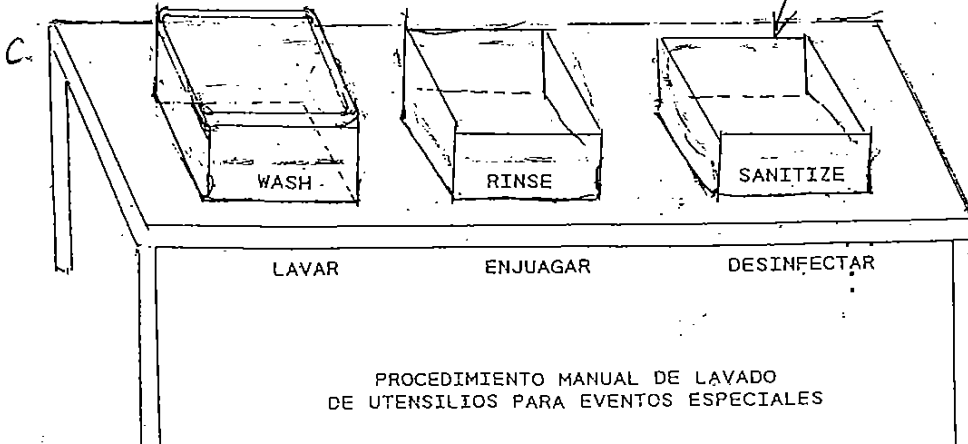 C.
WASH
RINSE
SANITIZE
LAVAR
ENJUAGAR
DESINFECTAR
PROCEDIMIENTO MANUAL DE LAVADO
DE UTENSILIOS PARA EVENTOS ESPECIALES